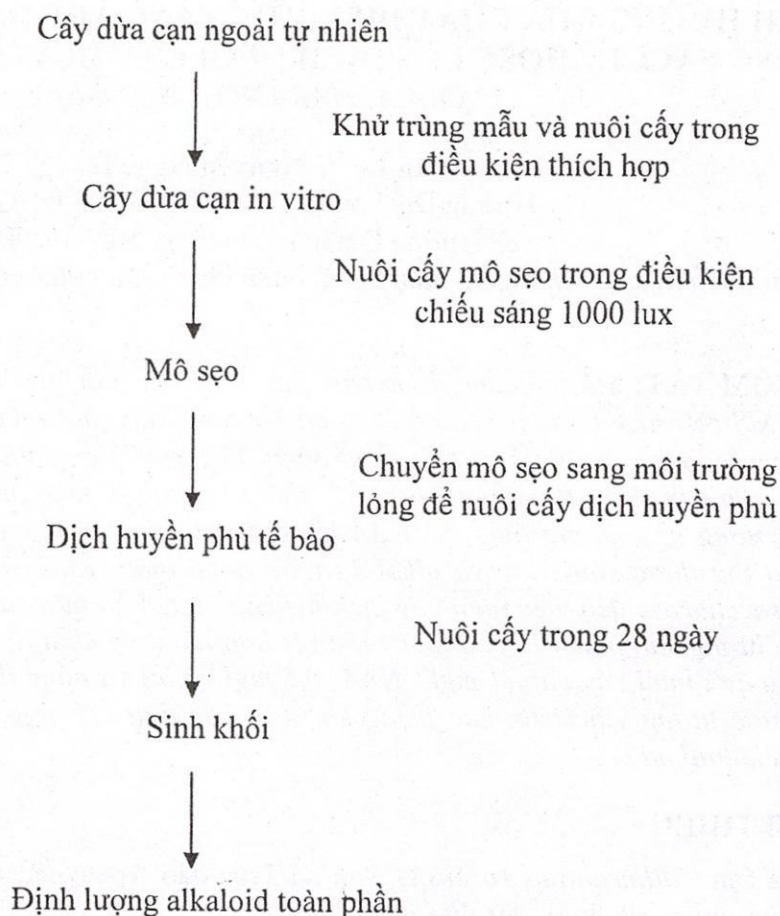 Cây dừa cạn ngoài tự nhiên
Khử trùng mẫu và nuôi cấy trong
điều kiện thích hợp
Cây dừa cạn in vitro
Nuôi cấy mô sẹo trong điều kiện
chiếu sáng 1000 lux
Mô sẹo
Chuyển mô sẹo sang môi trường
lỏng để nuôi cấy dịch huyền phù
Dịch huyền phù tế bào
Nuôi cấy trong 28 ngày
Sinh khối
Định lượng alkaloid toàn phần